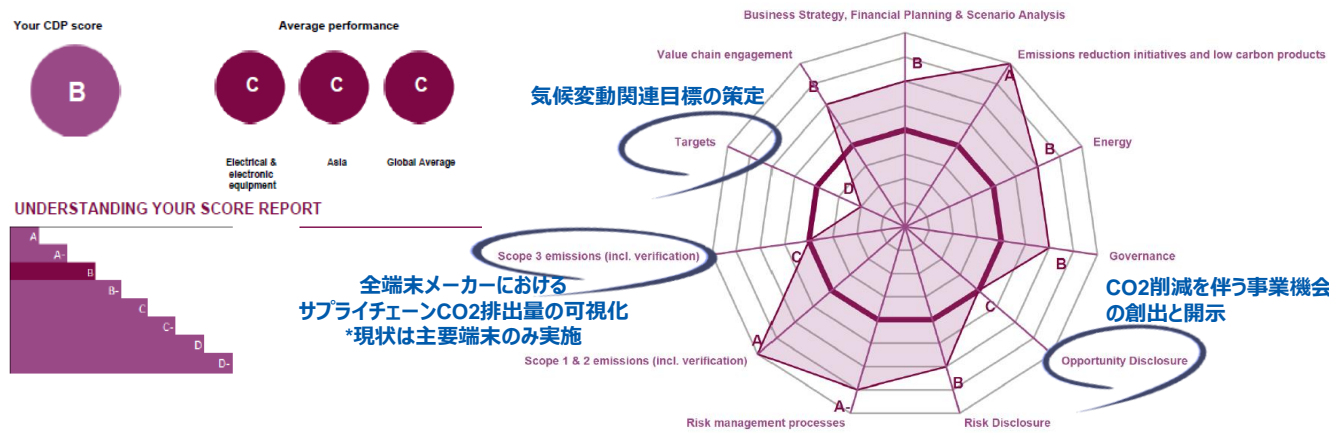 Your CDP score
B
Average performance
C
C
C
Electrical &
electronic
equipment
Asia
Global Average
UNDERSTANDING YOUR SCORE REPORT
A
A-
B
B-
C
C-
D
D-
Business Strategy, Financial Planning & Scenario Analysis
Value chain engagement
Emissions reduction initiatives and low carbon products
B
A
B
気候変動関連目標の策定
Targets
B
Energy
D
Scope 3 emissions (incl. verification)
C
B
Governance
全端末メーカーにおける
サプライチェーンCO2排出量の可視化
*現状は主要端末のみ実施
CO2削減を伴う事業機会
の創出と開示
C
A
Scope 1 & 2 emissions (incl. verification)
Opportunity Disclosure
B
A-
Risk management processes
Risk Disclosure